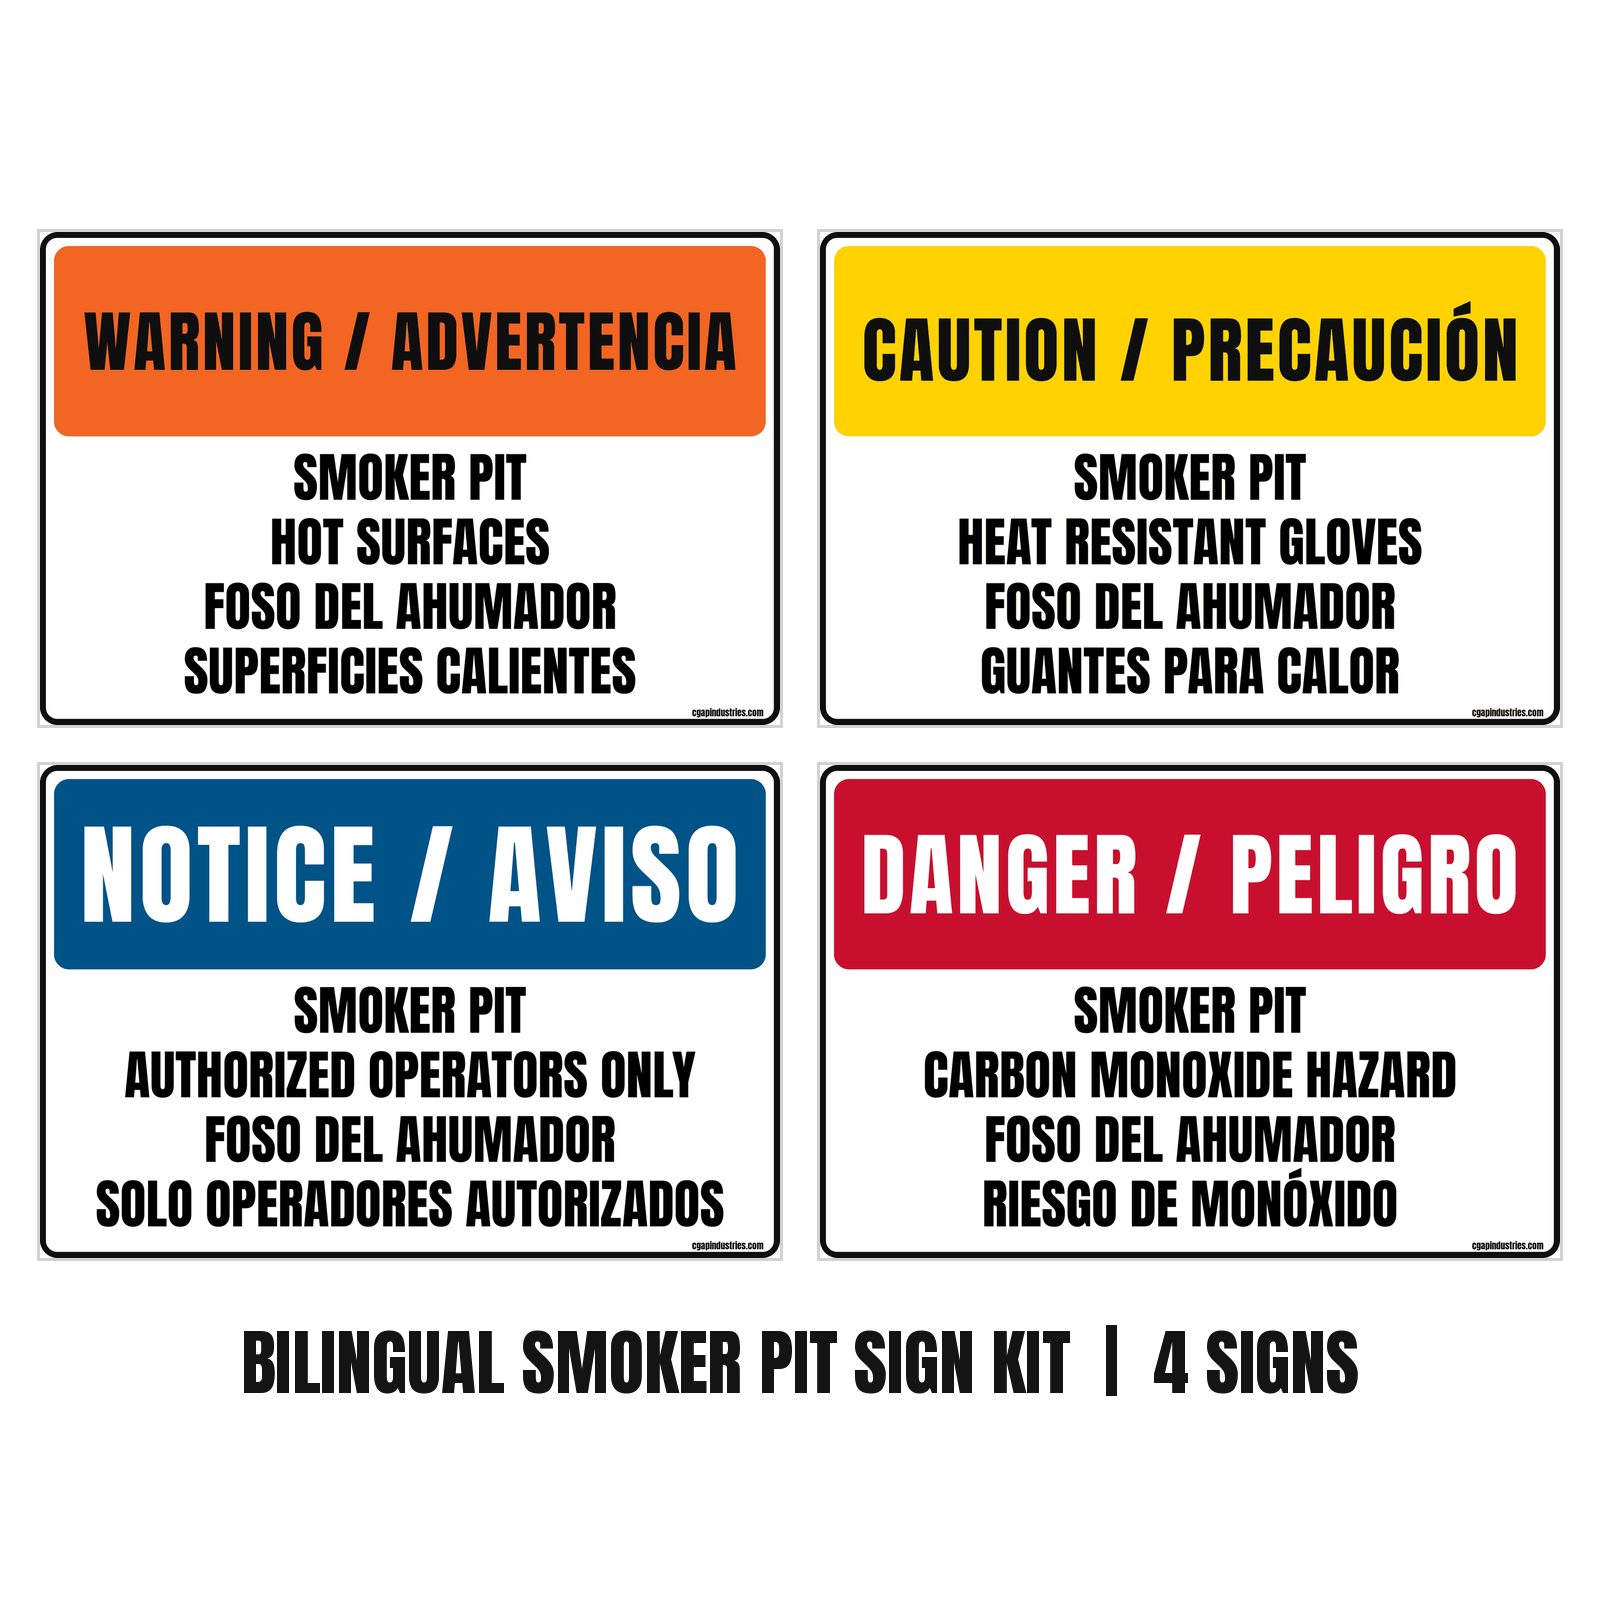 WARNING / ADVERTENCIA
SMOKER PIT
HOT SURFACES
FOSO DEL AHUMADOR
SUPERFICIES CALIENTES
cgapindustries.com
CAUTION / PRECAUCIÓN
SMOKER PIT
HEAT RESISTANT GLOVES
FOSO DEL AHUMADOR
GUANTES PARA CALOR
cgapindustries.com
NOTICE / AVISO
SMOKER PIT
AUTHORIZED OPERATORS ONLY
FOSO DEL AHUMADOR
SOLO OPERADORES AUTORIZADOS
cgapindustries.com
DANGER / PELIGRO
SMOKER PIT
CARBON MONOXIDE HAZARD
FOSO DEL AHUMADOR
RIESGO DE MONÓXIDO
cgapindustries.com
BILINGUAL SMOKER PIT SIGN KIT | 4 SIGNS